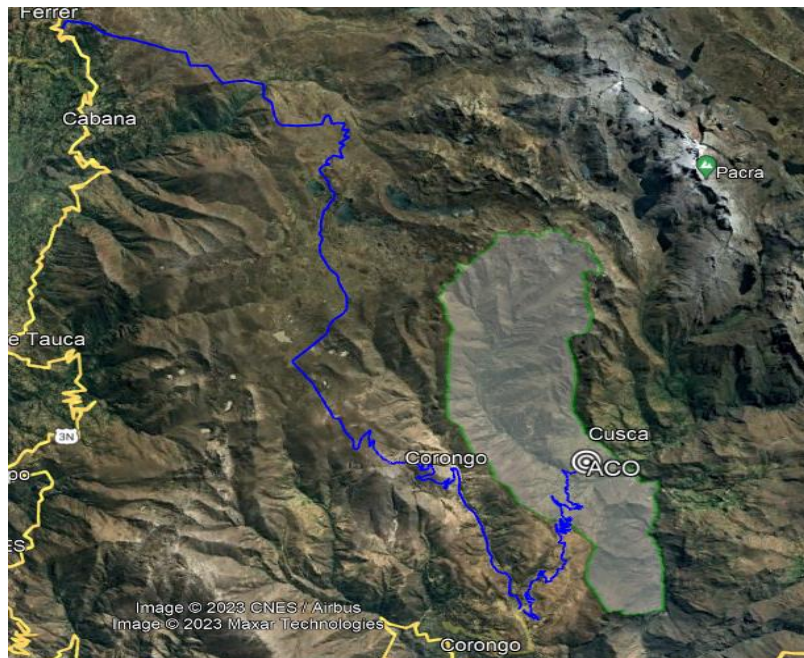 Ferrer
Cabana
Pacra
e Tauca
3N
Cusca
Corongo
ACO
po
ES
Image © 2023 CNES / Airbus
Image © 2023 Maxar Technologies
Corongo